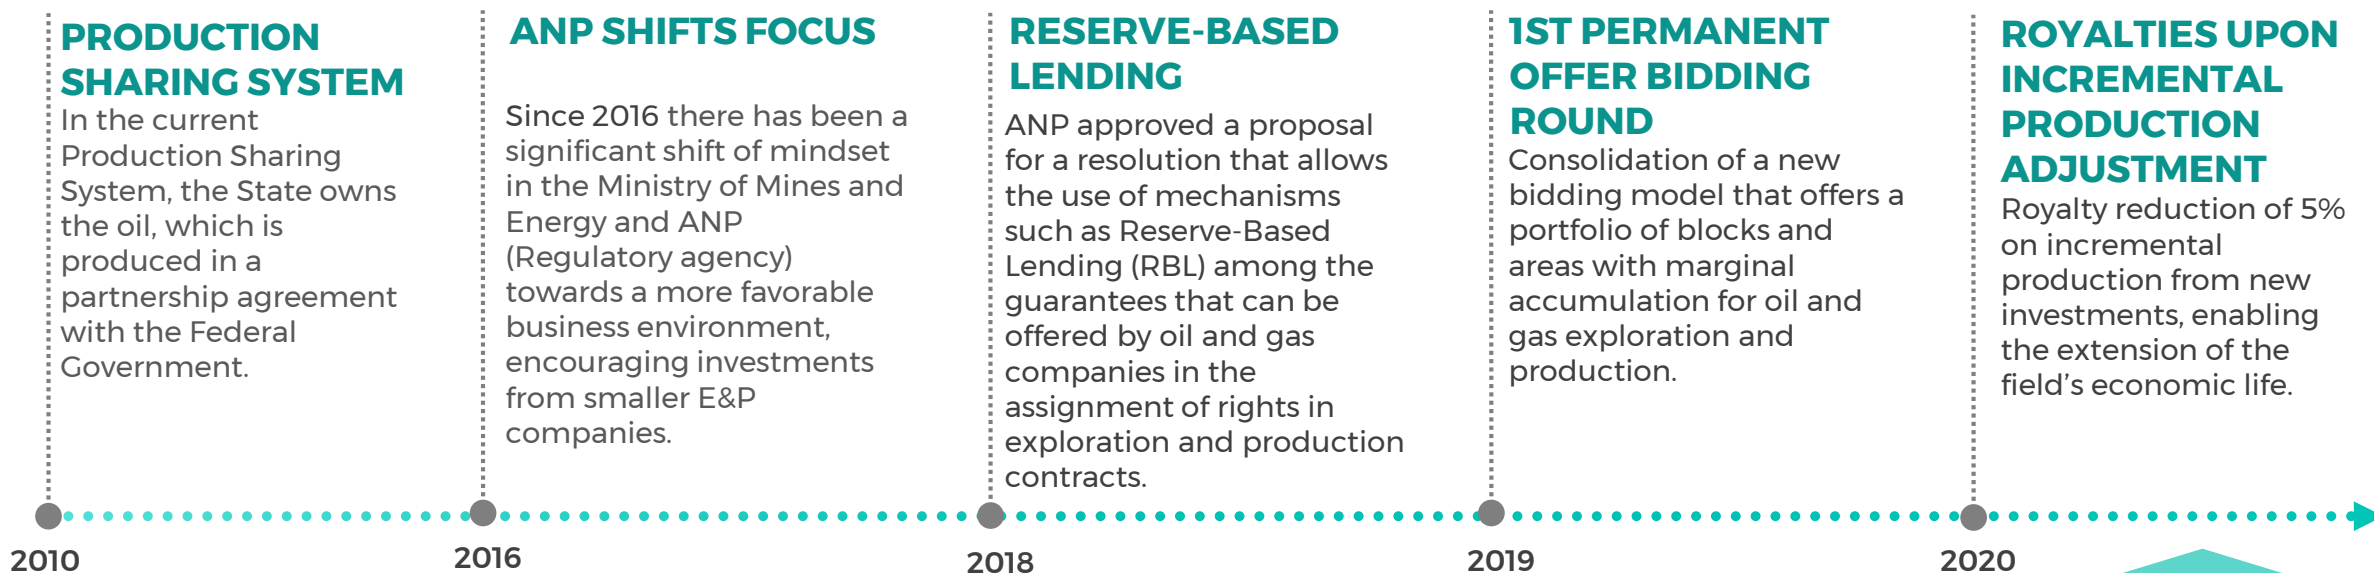 PRODUCTION
SHARING SYSTEM
In the current
Production Sharing
System, the State owns
the oil, which is
produced in a
partnership agreement
with the Federal
Government.
ANP SHIFTS FOCUS
Since 2016 there has been a
significant shift of mindset
in the Ministry of Mines and
Energy and ANP
(Regulatory agency)
towards a more favorable
business environment,
encouraging investments
from smaller E&P
companies.
RESERVE-BASED
LENDING
ANP approved a proposal
for a resolution that allows
the use of mechanisms
such as Reserve-Based
Lending (RBL) among the
guarantees that can be
offered by oil and gas
companies in the
assignment of rights in
exploration and production
contracts.
1ST PERMANENT
OFFER BIDDING
ROUND
Consolidation of a new
bidding model that offers a
portfolio of blocks and
areas with marginal
accumulation for oil and
gas exploration and
production.
ROYALTIES UPON
INCREMENTAL
PRODUCTION
ADJUSTMENT
Royalty reduction of 5%
on incremental
production from new
investments, enabling
the extension of the
field's economic life.
2010
2016
2018
2019
2020